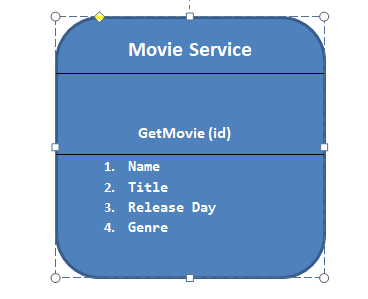 Movie Service
GetMovie (id)
1. Name
2. Title
3. Release Day
4. Genre